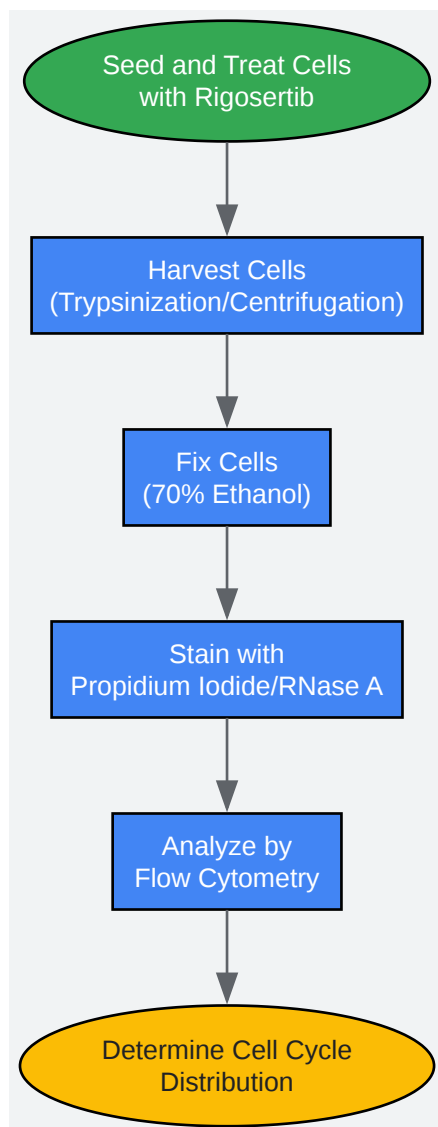 Seed and Treat Cells
with Rigosertib
Harvest Cells
(Trypsinization/Centrifugation)
Fix Cells
(70% Ethanol)
Stain with
Propidium Iodide/RNase A
Analyze by
Flow Cytometry
Determine Cell Cycle
Distribution